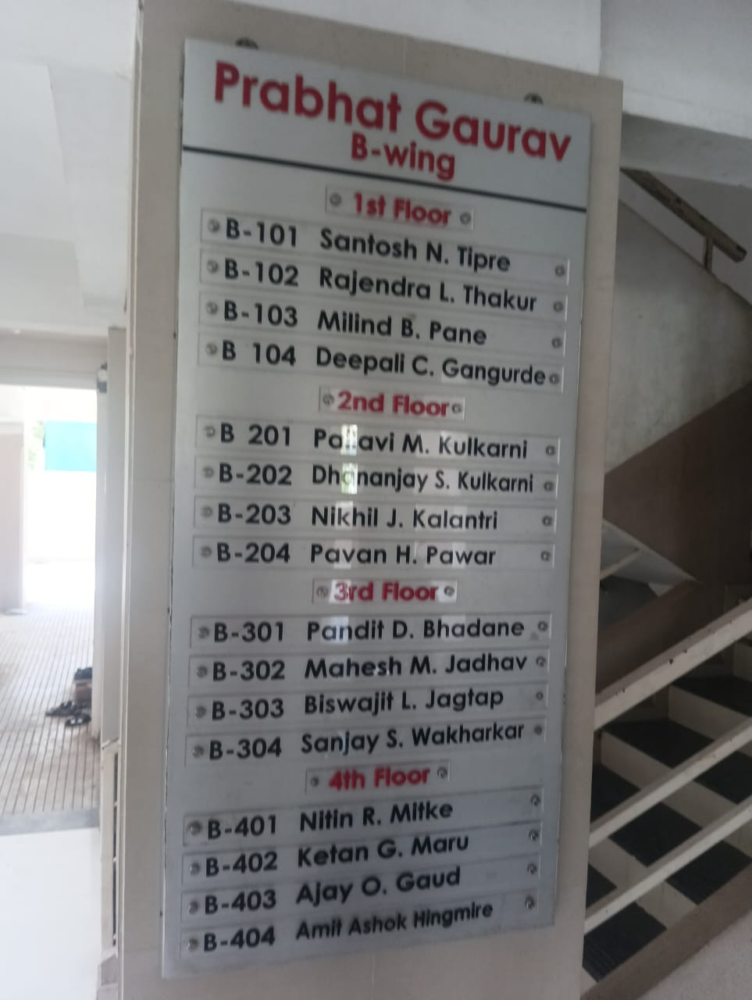 Prabhat Gaurav
B-wing
1st Floor
B-101 Santosh N. Tipre
B-102 Rajendra L. Thakur
B-103 Milind B. Pane
B 104 Deepali C. Gangurde
2nd Floor
B 201 Pallavi M. Kulkarni
B-202 Dhananjay S. Kulkarni
B-203 Nikhil J. Kalantri
B-204 Pavan H. Pawar
3rd Floor
B-301 Pandit D. Bhadane
B-302 Mahesh M. Jadhav
B-303 Biswajit L. Jagtap
B-304 Sanjay S. Wakharkar
4th Floor
B-401 Nitin R. Mitke
B-402 Ketan G. Maru
B-403 Ajay O. Gaud
B-404 Amit Ashok Hingmire